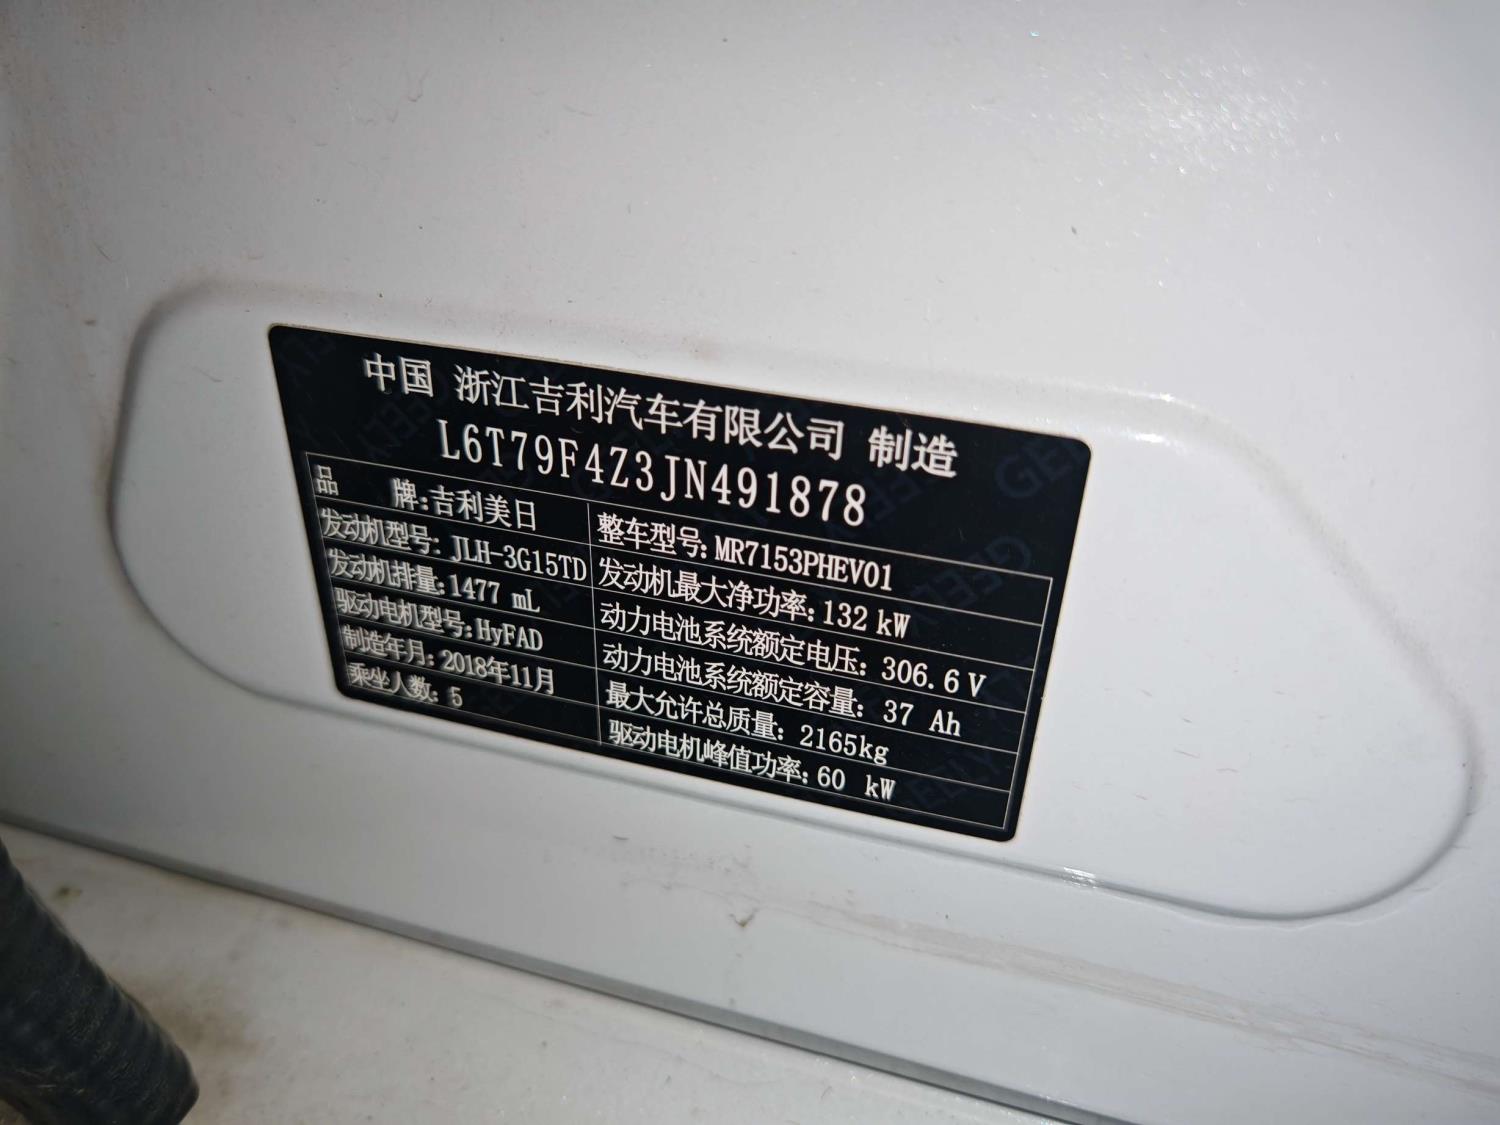 中国 浙江吉利汽车有限公司 制造
L6T79F4Z3JN491878
品 牌:吉利美日
整车型号:MR7153PHEV01
发动机型号:JLH-3G15TD
发动机最大净功率:132 kW
发动机排量:1477 mL
动力电池系统额定电压:306.6V
驱动电机型号:HyFAD
动力电池系统额定容量:37 Ah
制造年月:2018年11月
最大允许总质量:2165kg
乘坐人数:5
驱动电机峰值功率:60 kW